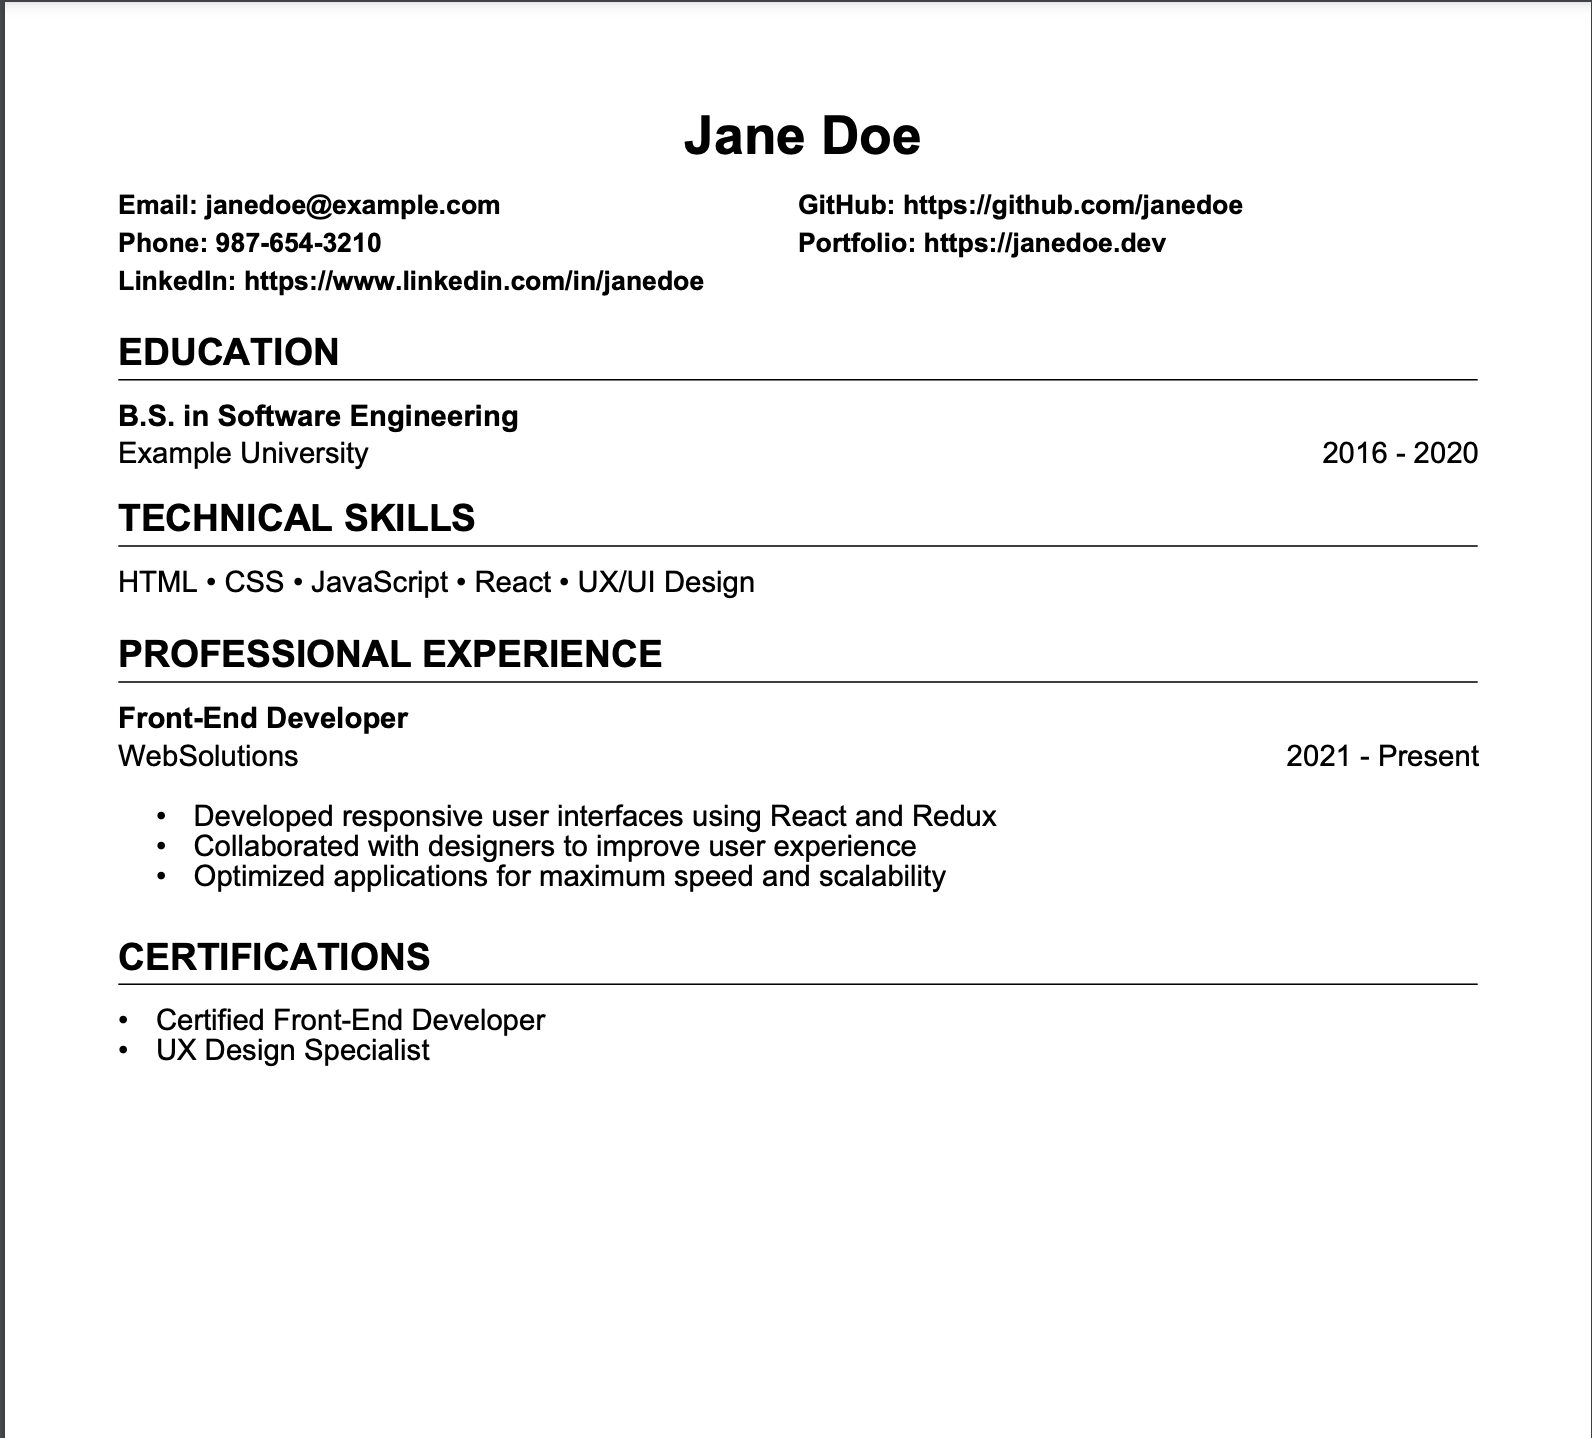 Jane Doe
Email: janedoe@example.com
Phone: 987-654-3210
LinkedIn: https://www.linkedin.com/in/janedoe
GitHub: https://github.com/janedoe
Portfolio: https://janedoe.dev
EDUCATION
B.S. in Software Engineering
Example University 2016 - 2020
TECHNICAL SKILLS
HTML • CSS • JavaScript • React • UX/UI Design
PROFESSIONAL EXPERIENCE
Front-End Developer
WebSolutions 2021 - Present
• Developed responsive user interfaces using React and Redux
• Collaborated with designers to improve user experience
• Optimized applications for maximum speed and scalability
CERTIFICATIONS
• Certified Front-End Developer
• UX Design Specialist